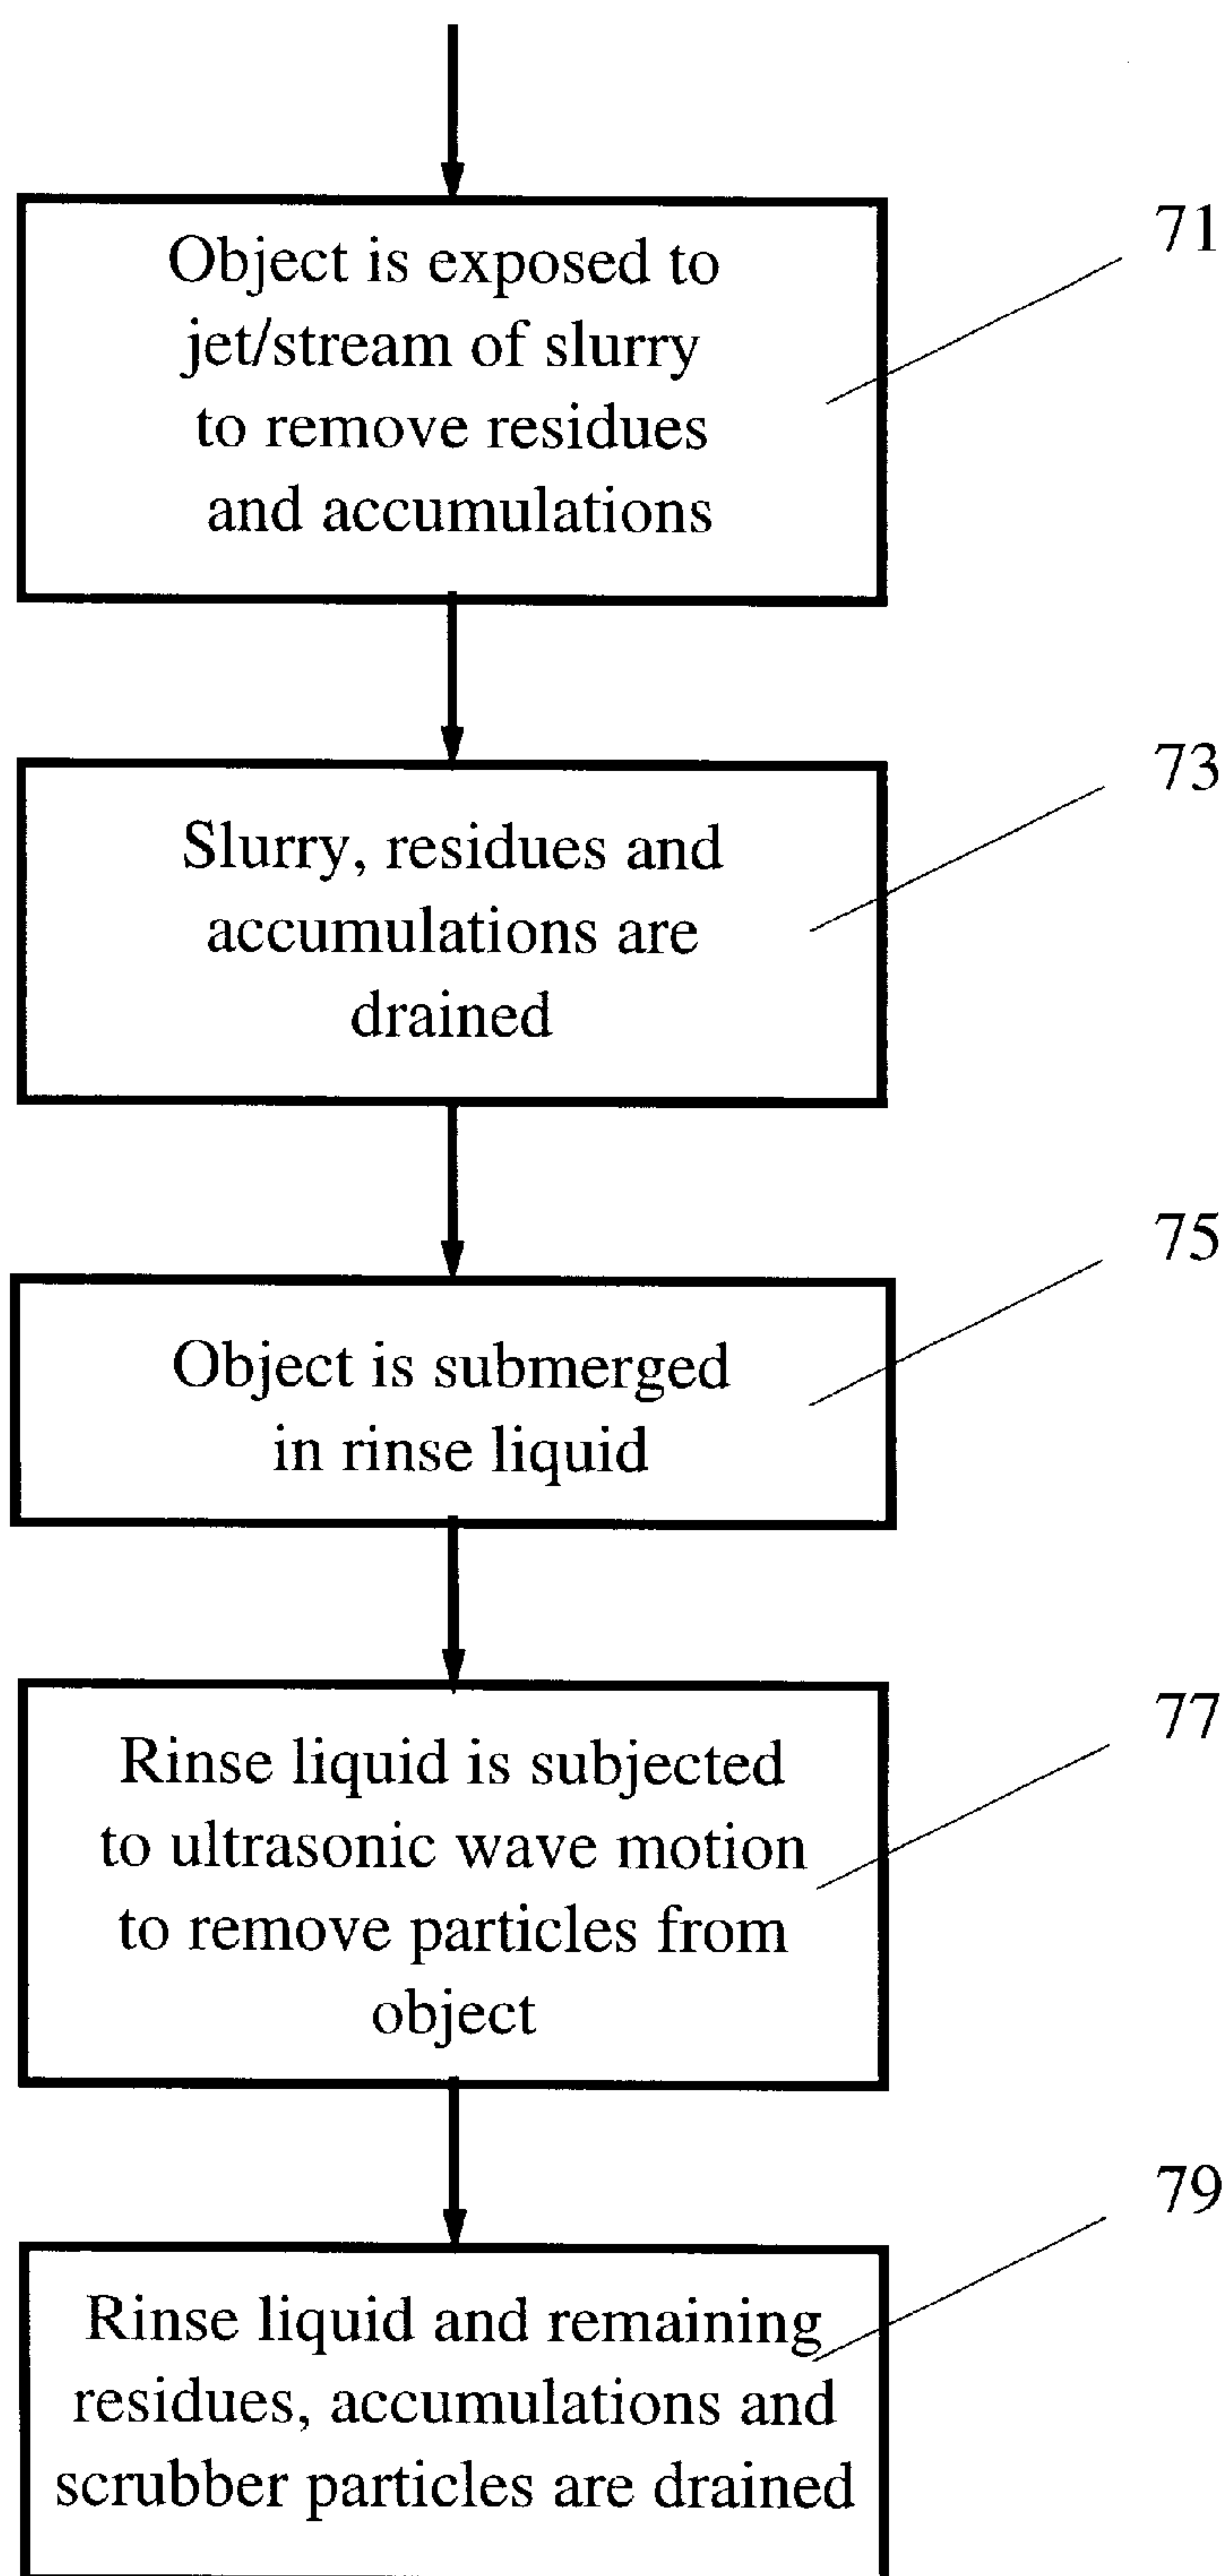 71
Object is exposed to
jet/stream of slurry
to remove residues
and accumulations
73
Slurry, residues and
accumulations are
drained
75
Object is submerged
in rinse liquid
77
Rinse liquid is subjected
to ultrasonic wave motion
to remove particles from
object
79
Rinse liquid and remaining
residues, accumulations and
scrubber particles are drained